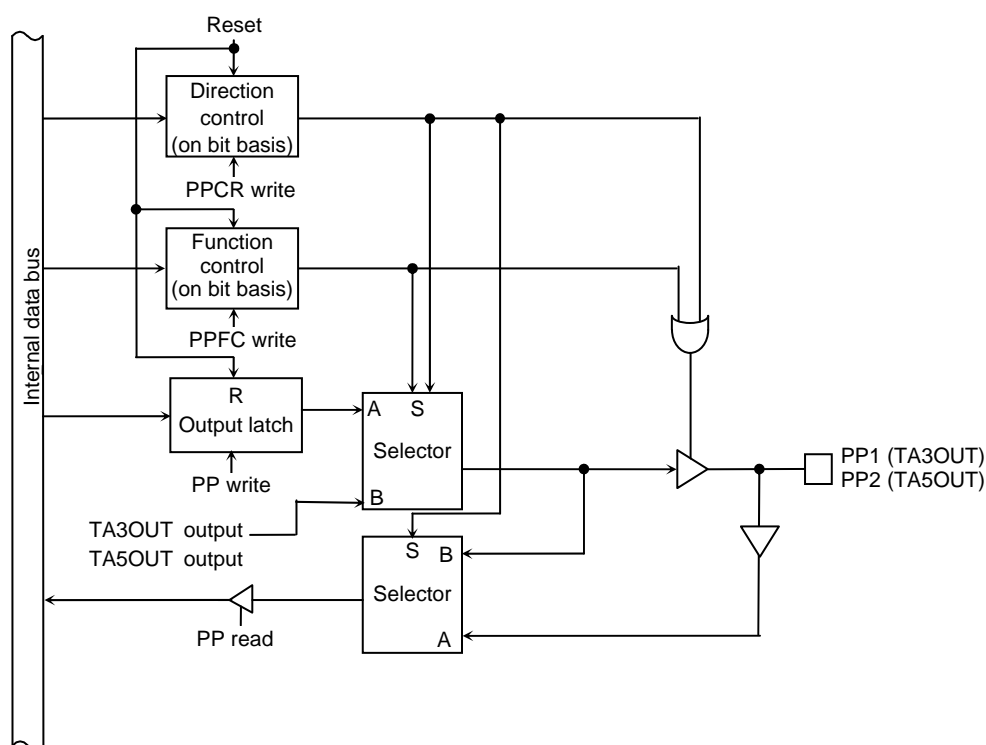 Reset
Direction
control
(on bit basis)
PPCR write
Function
control
(on bit basis)
PPFC write
Internal data bus
R
Output latch
PP write
A S
Selector
B
TA3OUT output
TA5OUT output
PP1 (TA3OUT)
PP2 (TA5OUT)
S B
Selector
A
PP read